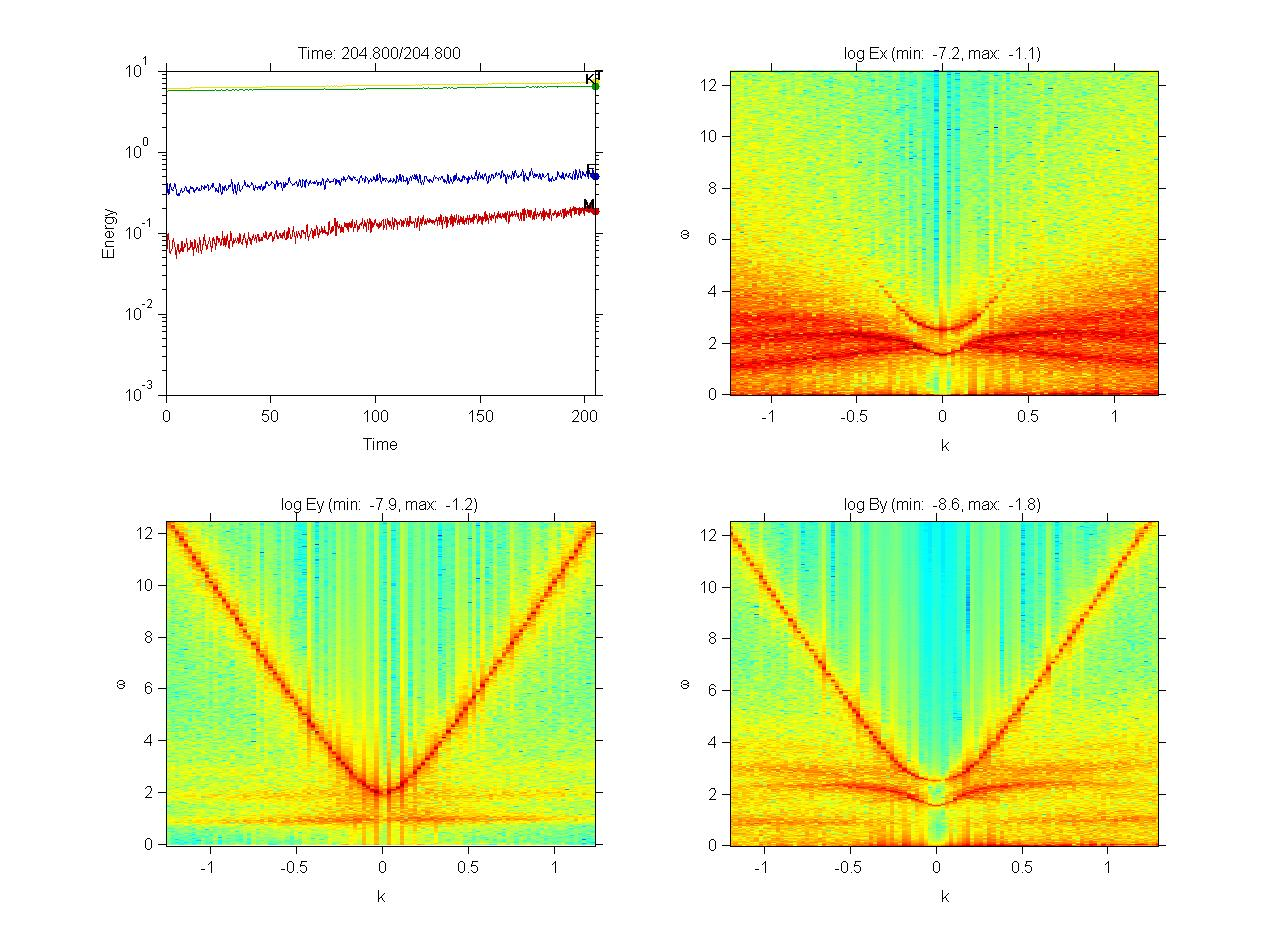 Time: 204.800/204.800
10^1
10^0
10^-1
10^-2
10^-3
Energy
K T
E
M
0 50 100 150 200
Time
log Ex (min: -7.2, max: -1.1)
12
10
8
6
4
2
0
ω
-1 -0.5 0 0.5 1
k
log Ey (min: -7.9, max: -1.2)
12
10
8
6
4
2
0
ω
-1 -0.5 0 0.5 1
k
log By (min: -8.6, max: -1.8)
12
10
8
6
4
2
0
ω
-1 -0.5 0 0.5 1
k